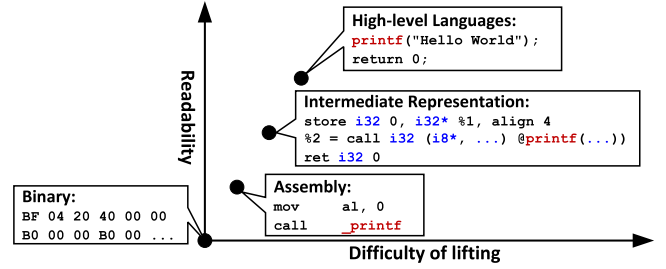 High-level Languages:
printf("Hello World");
return 0;
Readability
Intermediate Representation:
store i32 0, i32* %1, align 4
%2 = call i32 (i8*, ...) @printf(...))
ret i32 0
Assembly:
mov al, 0
call _printf
Binary:
BF 04 20 40 00 00
B0 00 00 B0 00 ...
Difficulty of lifting